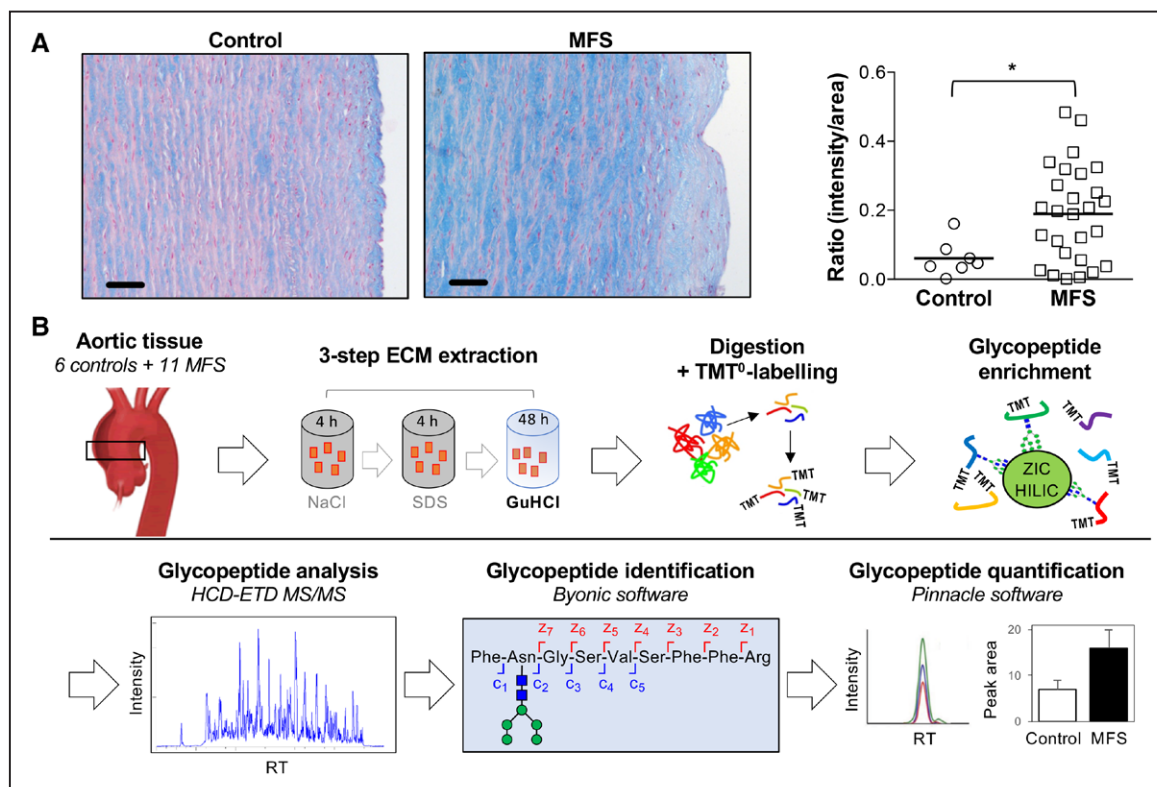 A
Control
MFS
*
0.6
0.4
0.2
0.0
Ratio (intensity/area)
Control
MFS
B
Aortic tissue
6 controls + 11 MFS
3-step ECM extraction
4 h
4 h
48 h
NaCl
SDS
GuHCl
Digestion
+ TMT⁰-labelling
TMT
TMT
TMT
TMT
Glycopeptide
enrichment
TMT
TMT
TMT
TMT
TMT
TMT
ZIC
HILIC
Glycopeptide analysis
HCD-ETD MS/MS
Intensity
RT
Glycopeptide identification
Byonic software
z7 z6 z5 z4 z3 z2 z1
Phe-Asn-Gly-Ser-Val-Ser-Phe-Phe-Arg
c1 c2 c3 c4 c5
Glycopeptide quantification
Pinnacle software
Intensity
RT
Peak area
20
10
0
Control MFS